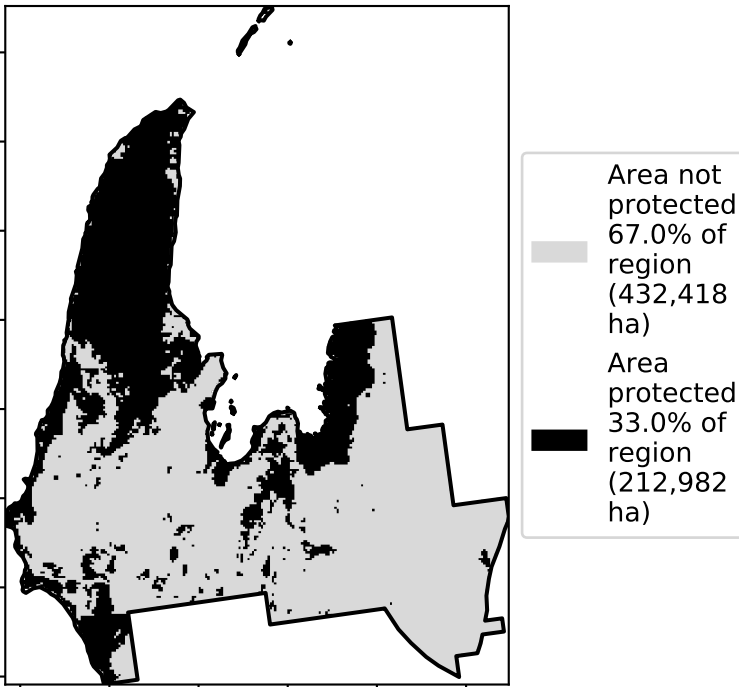 Area not
protected
67.0% of
region
(432,418
ha)
Area
protected
33.0% of
region
(212,982
ha)